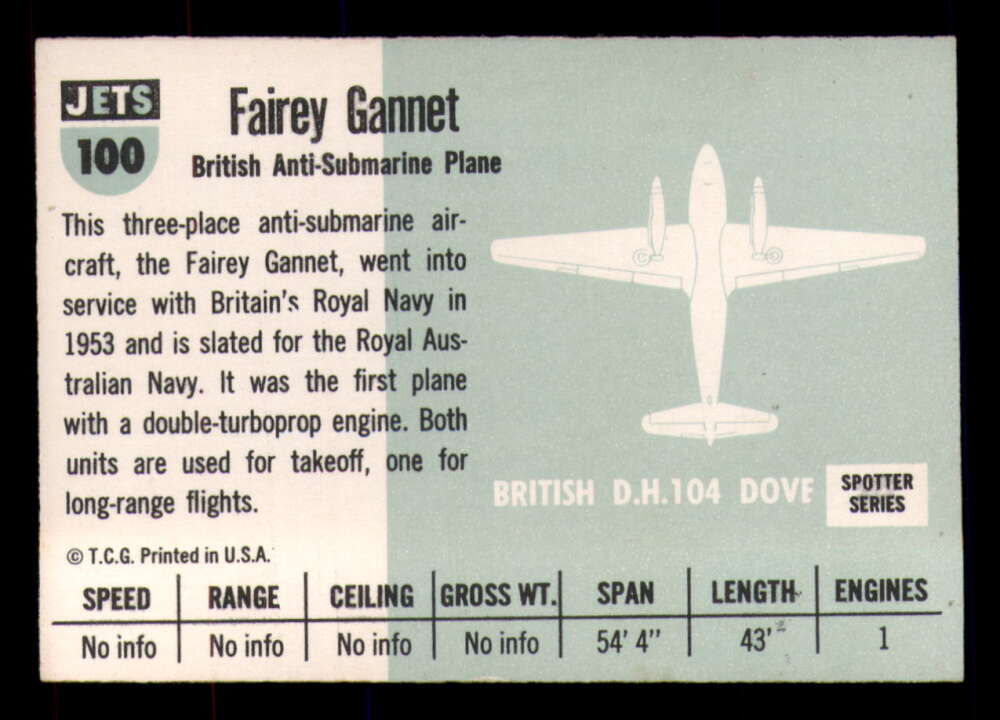 JETS
100
Fairey Gannet
British Anti-Submarine Plane
This three-place anti-submarine air-
craft, the Fairey Gannet, went into
service with Britain's Royal Navy in
1953 and is slated for the Royal Aus-
tralian Navy. It was the first plane
with a double-turboprop engine. Both
units are used for takeoff, one for
long-range flights.
© T.C.G. Printed in U.S.A.
BRITISH D.H.104 DOVE
SPOTTER
SERIES
SPEED RANGE CEILING GROSS WT. SPAN LENGTH ENGINES
No info No info No info No info 54' 4" 43' 1